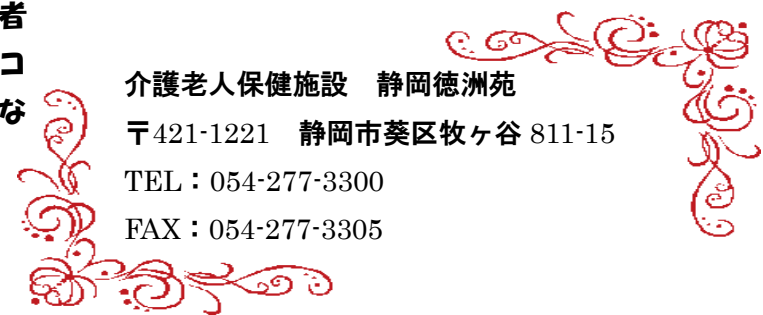 者
コ
な
介護老人保健施設　静岡徳洲苑
〒421-1221　静岡市葵区牧ヶ谷 811-15
TEL：054-277-3300
FAX：054-277-3305